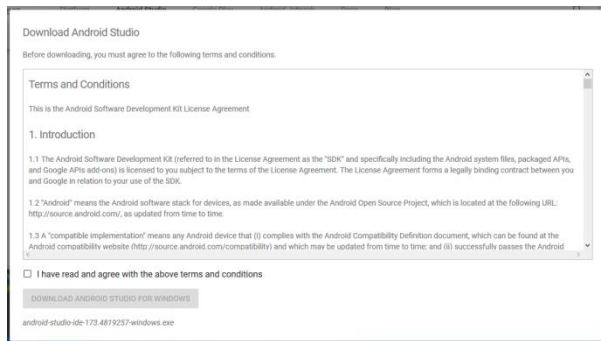 Platform Android Studio Google Play Android Jetpack Docs Blog
Download Android Studio
Before downloading, you must agree to the following terms and conditions.
Terms and Conditions
This is the Android Software Development Kit License Agreement
1. Introduction
1.1 The Android Software Development Kit (referred to in the License Agreement as the "SDK" and specifically including the Android system files, packaged APIs,
and Google APIs add-ons) is licensed to you subject to the terms of the License Agreement. The License Agreement forms a legally binding contract between you
and Google in relation to your use of the SDK.
1.2 "Android" means the Android software stack for devices, as made available under the Android Open Source Project, which is located at the following URL:
http://source.android.com/, as updated from time to time.
1.3 A "compatible implementation" means any Android device that (i) complies with the Android Compatibility Definition document, which can be found at the
Android compatibility website (http://source.android.com/compatibility) and which may be updated from time to time; and (ii) successfully passes the Android
I have read and agree with the above terms and conditions
DOWNLOAD ANDROID STUDIO FOR WINDOWS
android-studio-ide-173.4819257-windows.exe